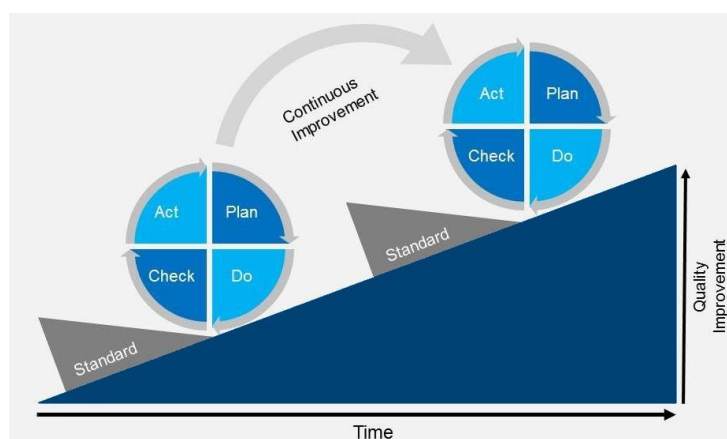 Continuous
Improvement
Act
Plan
Check
Do
Act
Plan
Check
Do
Standard
Standard
Quality
Improvement
Time